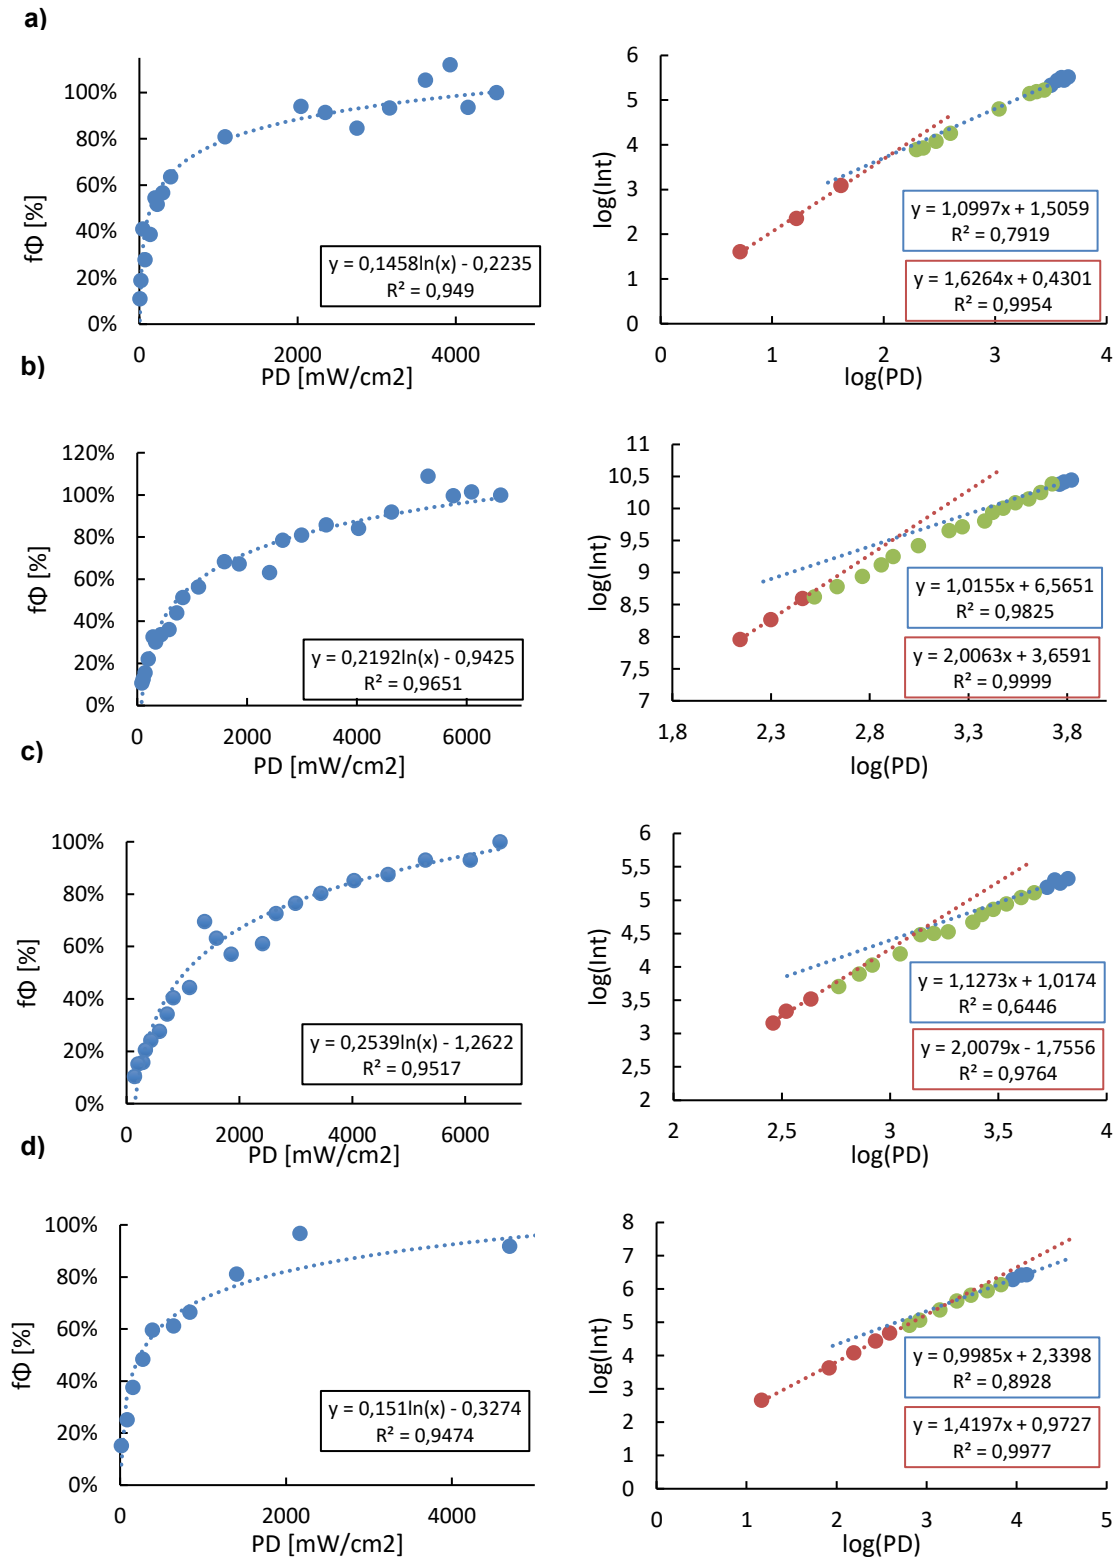 a)
100%
80%
60%
40%
20%
0%
fΦ [%]
y = 0,1458ln(x) - 0,2235
R² = 0,949
0
2000
4000
PD [mW/cm2]
6
5
4
3
2
1
0
log(Int)
y = 1,0997x + 1,5059
R² = 0,7919
y = 1,6264x + 0,4301
R² = 0,9954
0
1
2
3
4
log(PD)
b)
120%
100%
80%
60%
40%
20%
0%
fΦ [%]
y = 0,2192ln(x) - 0,9425
R² = 0,9651
0
2000
4000
6000
PD [mW/cm2]
11
10,5
10
9,5
9
8,5
8
7,5
7
log(Int)
y = 1,0155x + 6,5651
R² = 0,9825
y = 2,0063x + 3,6591
R² = 0,9999
1,8
2,3
2,8
3,3
3,8
log(PD)
c)
100%
80%
60%
40%
20%
0%
fΦ [%]
y = 0,2539ln(x) - 1,2622
R² = 0,9517
0
2000
4000
6000
PD [mW/cm2]
6
5,5
5
4,5
4
3,5
3
2,5
2
log(Int)
y = 1,1273x + 1,0174
R² = 0,6446
y = 2,0079x - 1,7556
R² = 0,9764
2
2,5
3
3,5
4
log(PD)
d)
100%
80%
60%
40%
20%
0%
fΦ [%]
y = 0,151ln(x) - 0,3274
R² = 0,9474
0
2000
4000
PD [mW/cm2]
8
7
6
5
4
3
2
1
0
log(Int)
y = 0,9985x + 2,3398
R² = 0,8928
y = 1,4197x + 0,9727
R² = 0,9977
0
1
2
3
4
5
log(PD)